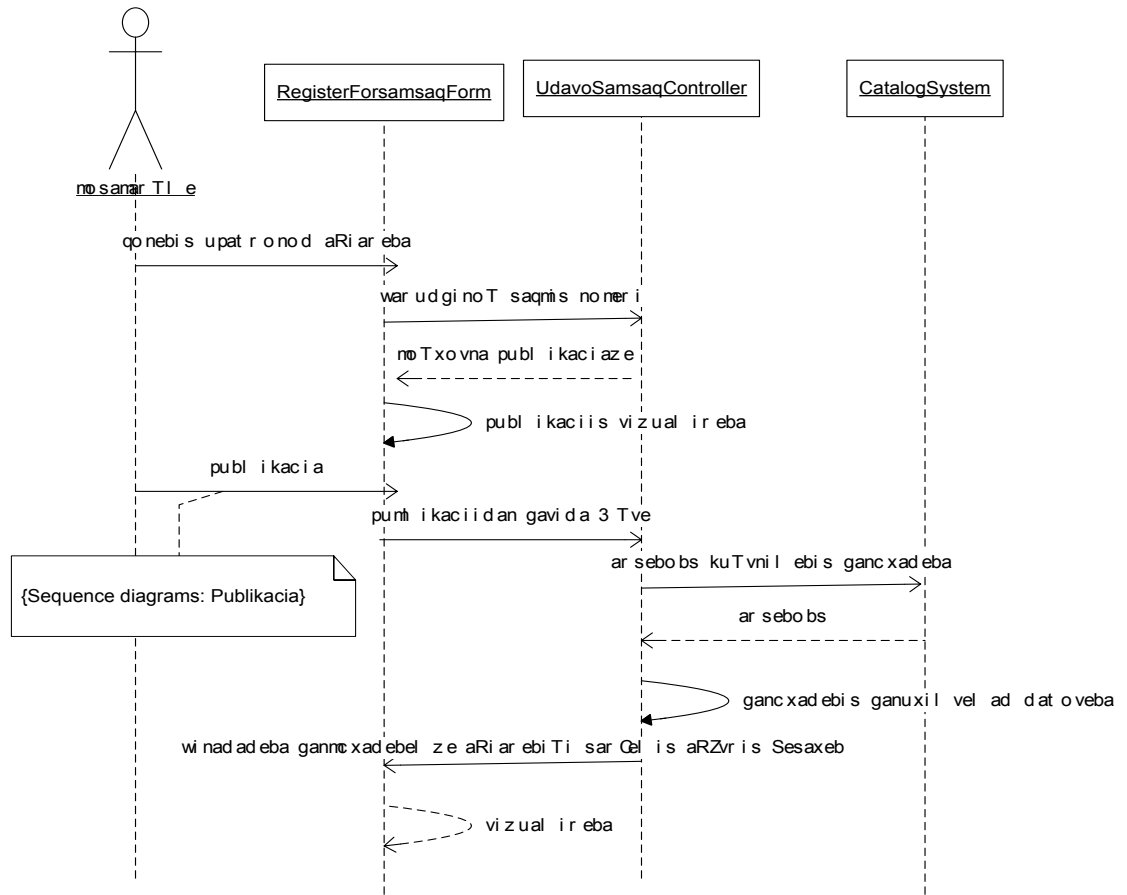 RegisterForsamsaqForm
UdavoSamsaqController
CatalogSystem
mosamarTle
qonebis upatronod aRiareba
warudginoT saqmis nomeri
moTxovna publikaciaze
publikaciis vizualireba
publikacia
pumlikaciidan gavida 3 Tve
{Sequence diagrams: Publikacia}
arsebobs kuTvnilebis gancxadeba
arsebobs
gancxadebis ganuxilvelad datoveba
winadadeba ganmcxadebelze aRiarebiTi sarCelis aRZvris Sesaxeb
vizualireba